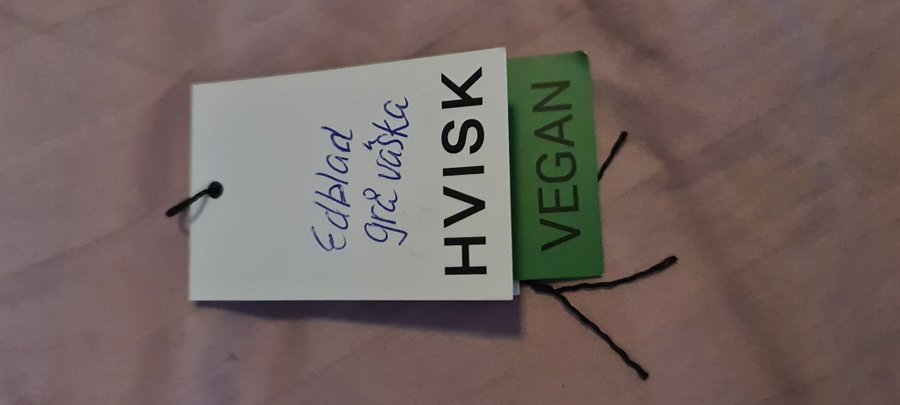 Edblad
grå väska
HVISK
VEGAN